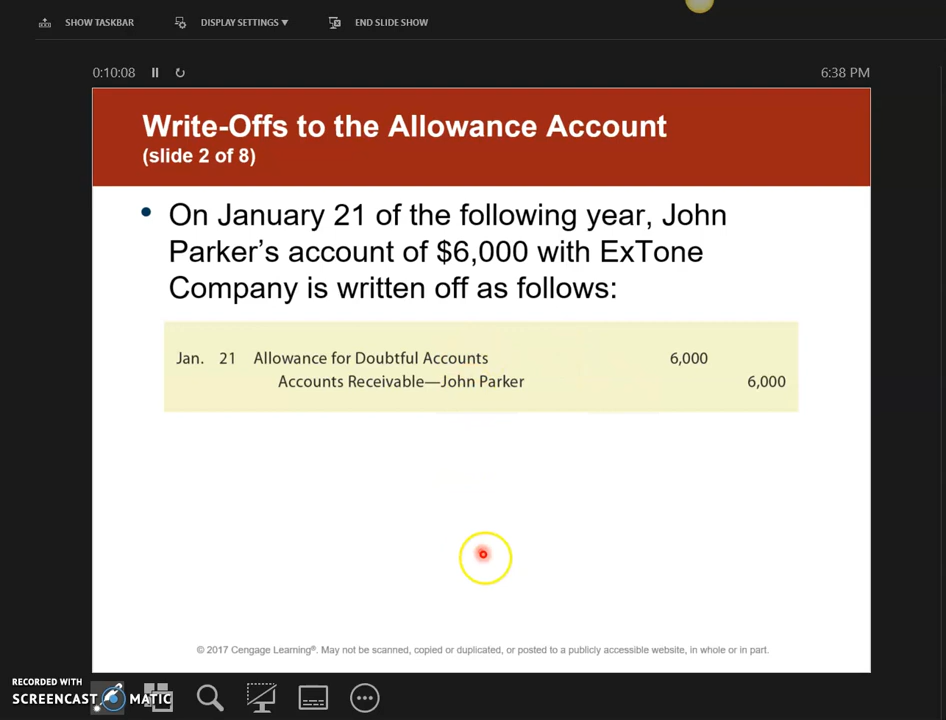 SHOW TASKBAR DISPLAY SETTINGS ▼ END SLIDE SHOW
0:10:08 6:38 PM
Write-Offs to the Allowance Account
(slide 2 of 8)
• On January 21 of the following year, John
Parker’s account of $6,000 with ExTone
Company is written off as follows:
Jan. 21 Allowance for Doubtful Accounts 6,000
Accounts Receivable—John Parker 6,000
© 2017 Cengage Learning®. May not be scanned, copied or duplicated, or posted to a publicly accessible website, in whole or in part.
RECORDED WITH
SCREENCAST MATIC